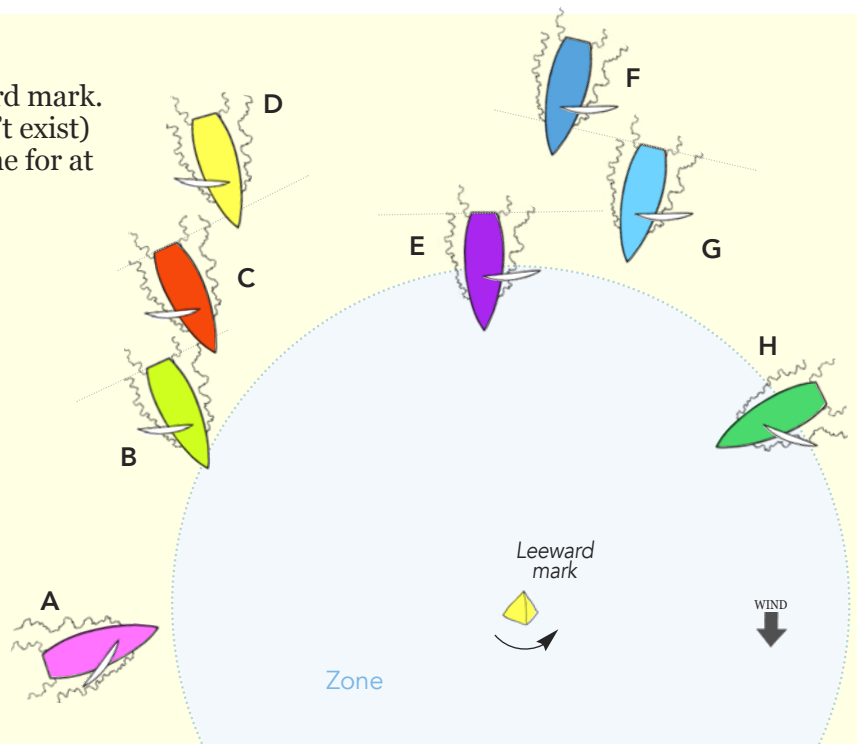 rd mark.
't exist)
ne for at
D
F
C
E
G
H
B
Leeward
mark
A
WIND
Zone